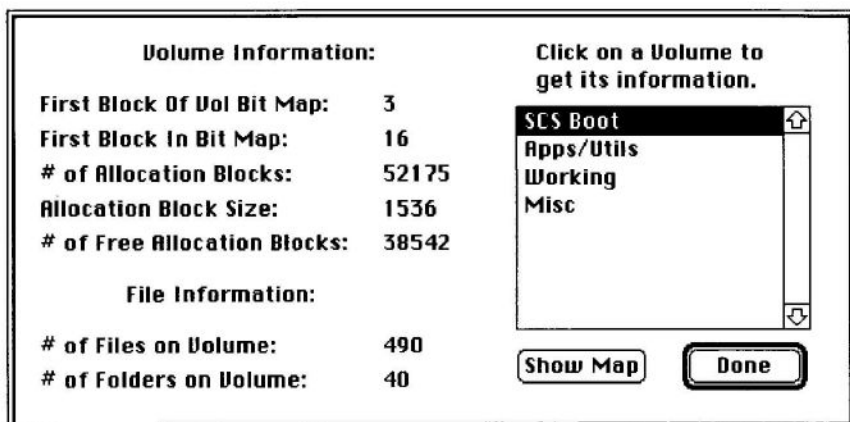 Volume Information:
First Block Of Vol Bit Map: 3
First Block In Bit Map: 16
# of Allocation Blocks: 52175
Allocation Block Size: 1536
# of Free Allocation Blocks: 38542
File Information:
# of Files on Volume: 490
# of Folders on Volume: 40
Click on a Volume to
get its information.
SCS Boot
Apps/Utils
Working
Misc
Show Map
Done